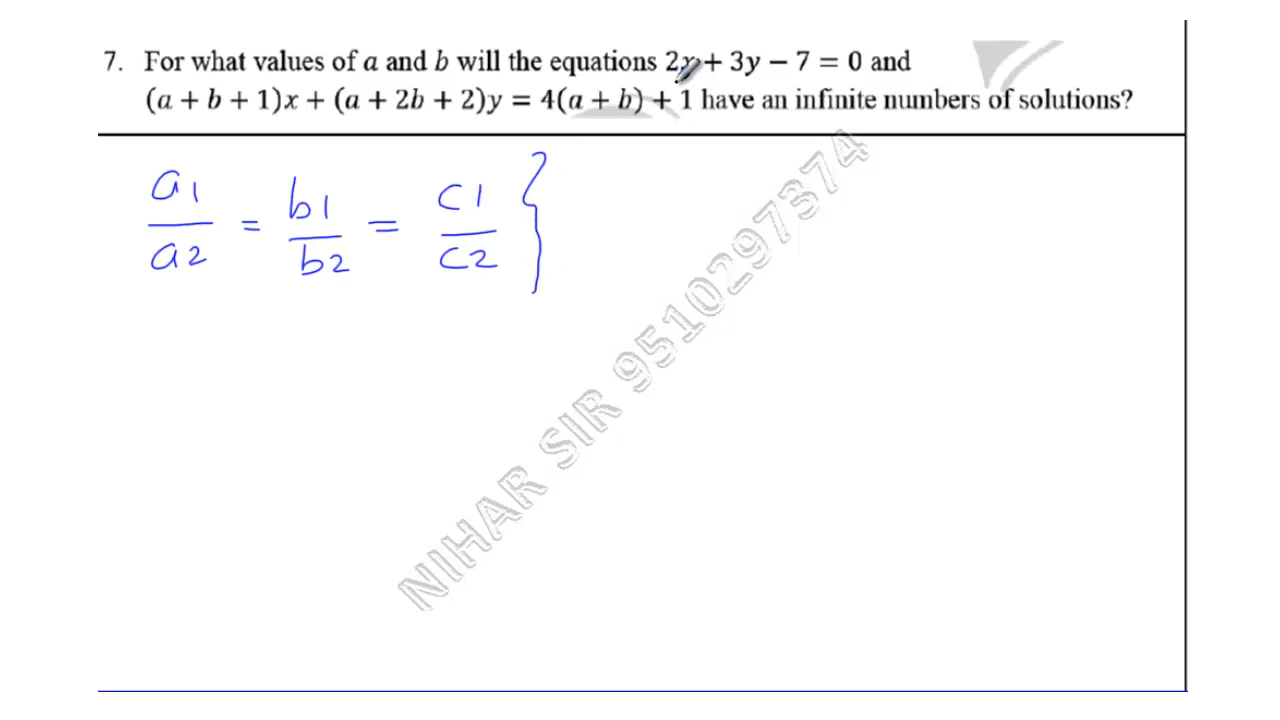 7. For what values of a and b will the equations 2x + 3y − 7 = 0 and
(a + b + 1)x + (a + 2b + 2)y = 4(a + b) + 1 have an infinite numbers of solutions?
a1/a2 = b1/b2 = c1/c2 }
NIHAR SIR 9510297374